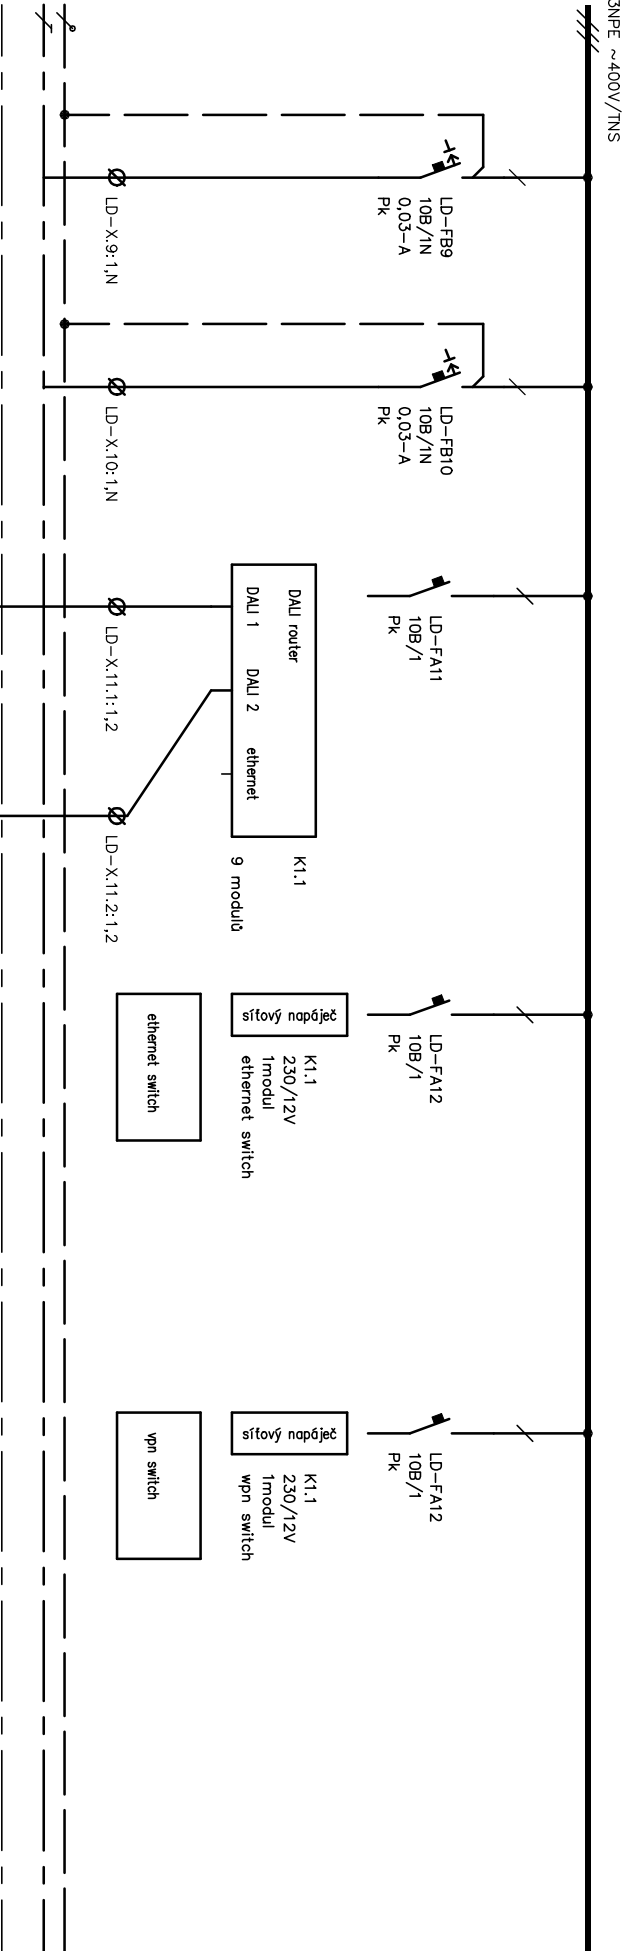 3NPE ~400V/TNS
LD-FB9
10B/1N
0,03-A
Pk
LD-X.9:1,N
LD-FB10
10B/1N
0,03-A
Pk
LD-X.10:1,N
LD-FA11
10B/1
Pk
DALI router
DALI 1
DALI 2
ethernet
K1.1
9 modulů
LD-X.11.1:1,2
LD-X.11.2:1,2
LD-FA12
10B/1
Pk
síťový napáječ
K1.1
230/12V
1modul
ethernet switch
ethernet switch
LD-FA12
10B/1
Pk
síťový napáječ
K1.1
230/12V
1modul
wpn switch
vpn switch